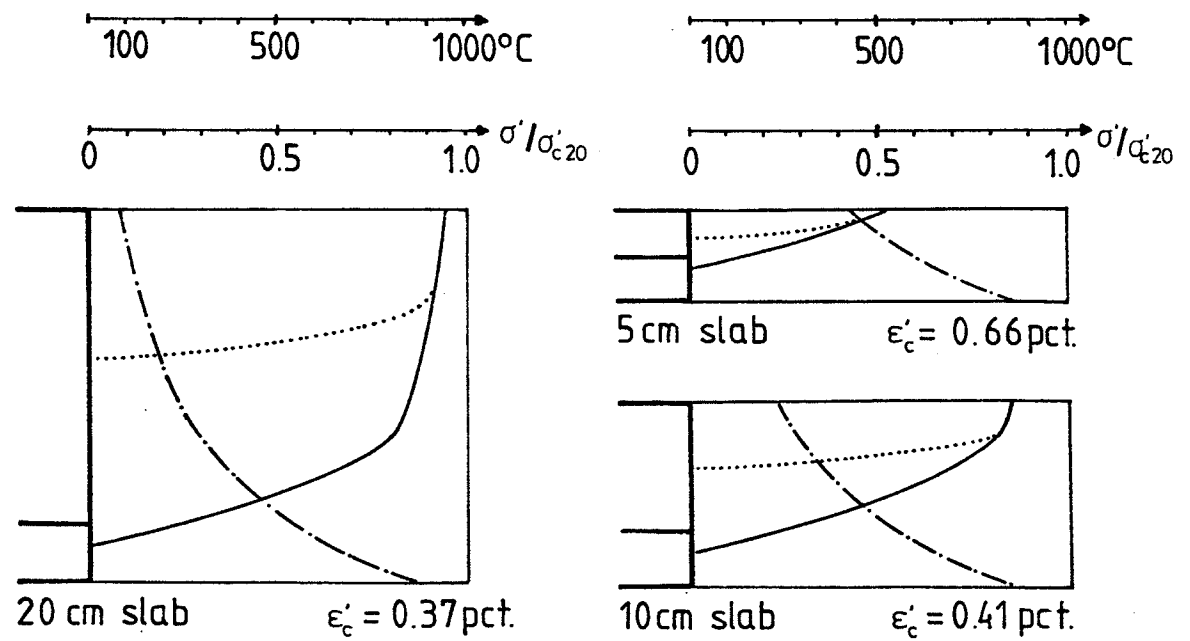 100 500 1000°C
0 0.5 1.0 σ'/σ'c20
20 cm slab ε'c = 0.37 pct.
100 500 1000°C
0 0.5 1.0 σ'/σ'c20
5 cm slab ε'c = 0.66 pct.
10 cm slab ε'c = 0.41 pct.